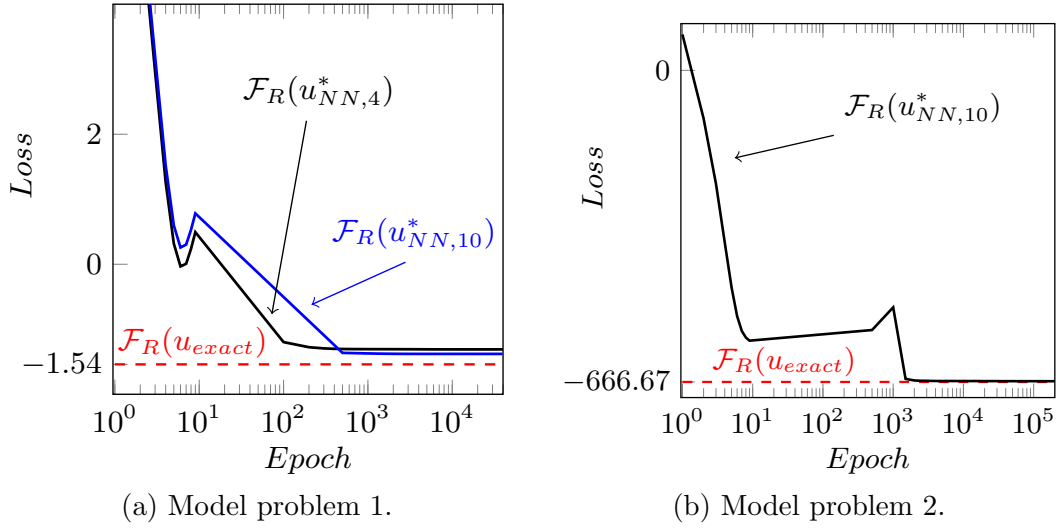 2
0
−1.54
Loss
F_R(u*_{NN,4})
F_R(u*_{NN,10})
F_R(u_{exact})
10^0 10^1 10^2 10^3 10^4
Epoch
(a) Model problem 1.
0
−666.67
Loss
F_R(u*_{NN,10})
F_R(u_{exact})
10^0 10^1 10^2 10^3 10^4 10^5
Epoch
(b) Model problem 2.